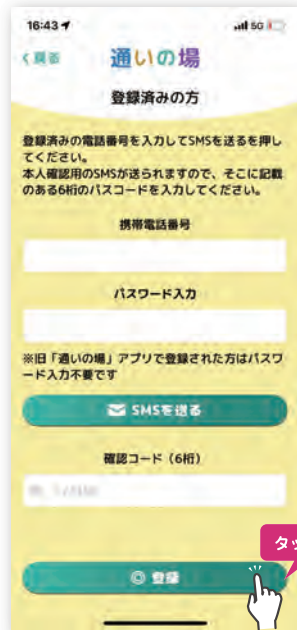 16:43
5G
戻る
通いの場
登録済みの方
登録済みの電話番号を入力してSMSを送るを押し
てください。
本人確認用のSMSが送られますので、そこに記載
のある6桁のパスコードを入力してください。
携帯電話番号
パスワード入力
※旧「通いの場」アプリで登録された方はパスワ
ード入力不要です
SMSを送る
確認コード（6桁）
タッ
登録